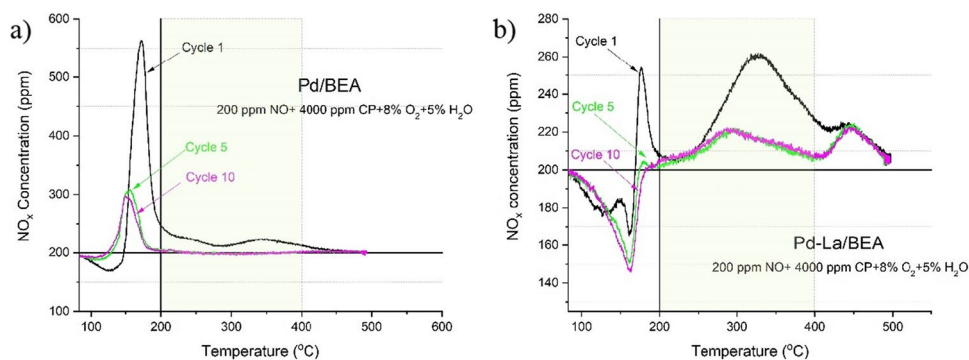 a)
NOx Concentration (ppm)
600
500
400
300
200
100
Cycle 1
Pd/BEA
200 ppm NO+ 4000 ppm CP+8% O2+5% H2O
Cycle 5
Cycle 10
100 200 300 400 500 600
Temperature (°C)
b)
NOx concentration (ppm)
280
260
240
220
200
180
160
140
Cycle 1
Cycle 5
Cycle 10
Pd-La/BEA
200 ppm NO+ 4000 ppm CP+8% O2+5% H2O
100 200 300 400 500
Temperature (°C)